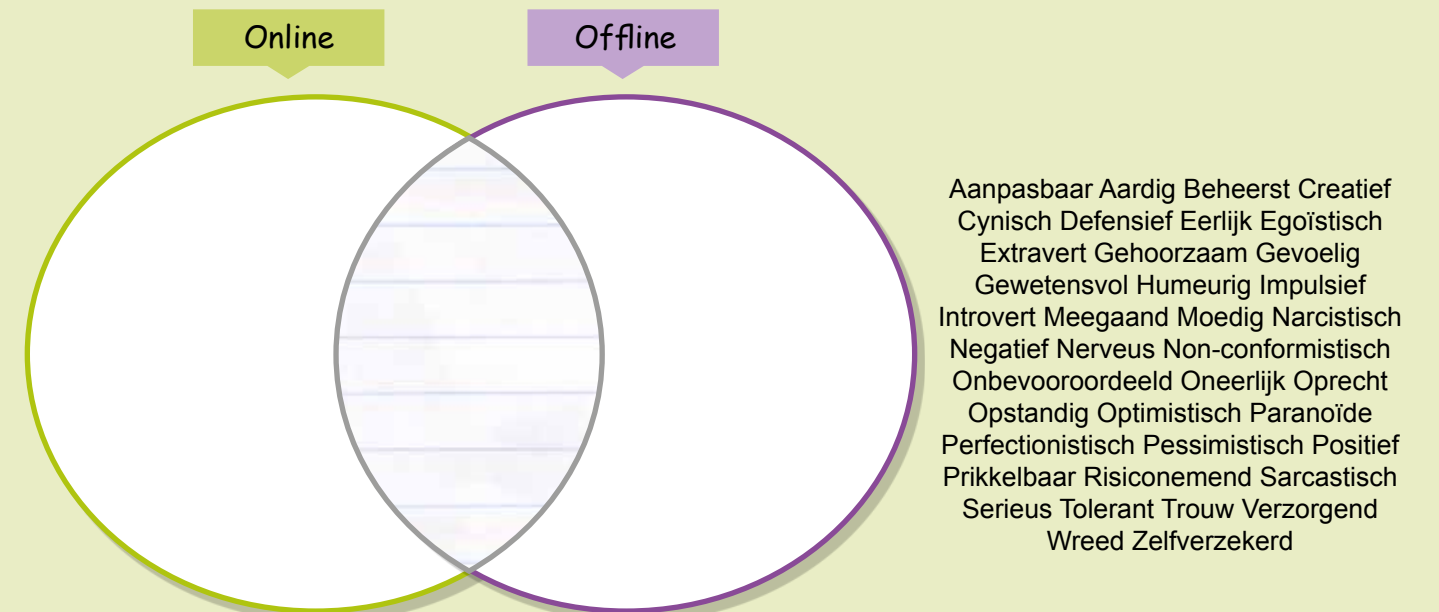 Online
Offline
Aanpasbaar Aardig Beheerst Creatief
Cynisch Defensief Eerlijk Egoïstisch
Extravert Gehoorzaam Gevoelig
Gewetensvol Humeurig Impulsief
Introvert Meegaand Moedig Narcistisch
Negatief Nerveus Non-conformistisch
Onbevooroordeeld Oneerlijk Oprecht
Opstandig Optimistisch Paranoïde
Perfectionistisch Pessimistisch Positief
Prikkelbaar Risiconemend Sarcastisch
Serieus Tolerant Trouw Verzorgend
Wreed Zelfverzekerd